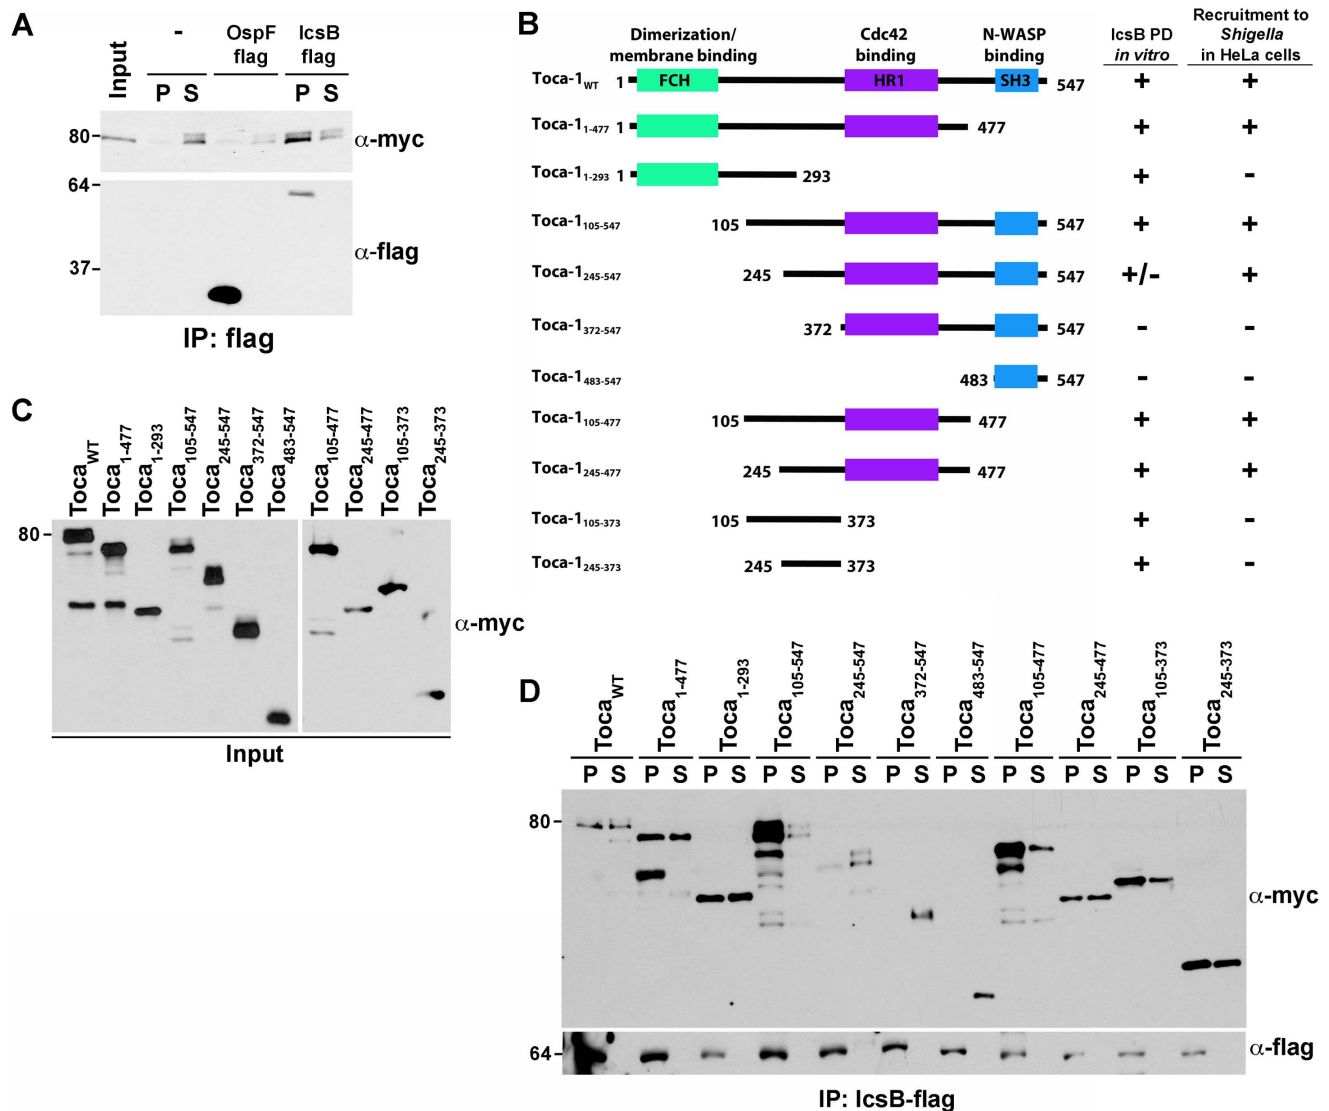 A
Input
-
OspF
flag
IcsB
flag
P S P S
80
α-myc
64
37
α-flag
IP: flag
B
Dimerization/
membrane binding
Cdc42
binding
N-WASP
binding
IcsB PD
in vitro
Recruitment to
Shigella
in HeLa cells
Toca-1WT 1 FCH HR1 SH3 547 + +
Toca-11-477 1 477 + +
Toca-11-293 1 293 + -
Toca-1105-547 105 547 + +
Toca-1245-547 245 547 +/- +
Toca-1372-547 372 547 - -
Toca-1483-547 483 547 - -
Toca-1105-477 105 477 + +
Toca-1245-477 245 477 + +
Toca-1105-373 105 373 + -
Toca-1245-373 245 373 + -
C
TocaWT
Toca1-477
Toca1-293
Toca105-547
Toca245-547
Toca372-547
Toca483-547
Toca105-477
Toca245-477
Toca105-373
Toca245-373
80
α-myc
Input
D
TocaWT
Toca1-477
Toca1-293
Toca105-547
Toca245-547
Toca372-547
Toca483-547
Toca105-477
Toca245-477
Toca105-373
Toca245-373
P S P S P S P S P S P S P S P S P S P S P S
80
α-myc
64
α-flag
IP: IcsB-flag